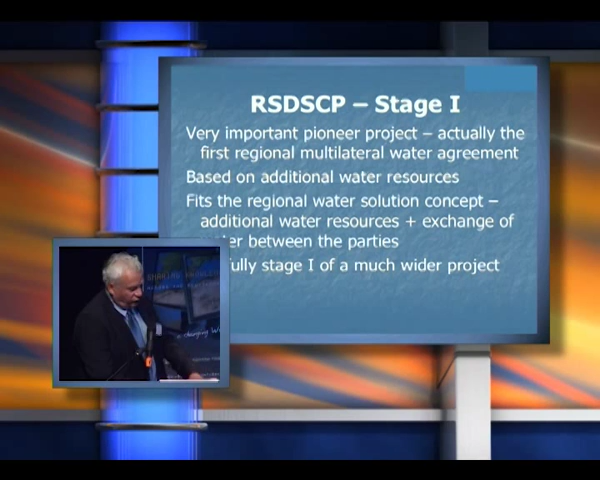 RSDSCP – Stage I
Very important pioneer project – actually the
first regional multilateral water agreement
Based on additional water resources
Fits the regional water solution concept –
additional water resources + exchange of
between the parties
stage I of a much wider project